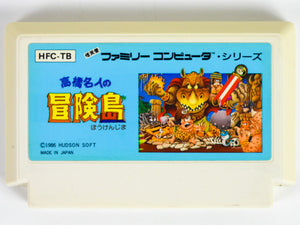 HFC-TB
ファミリー コンピュータ・シリーズ
高橋名人の
冒険島
ぼうけんじま
©1986 HUDSON SOFT
MADE IN JAPAN